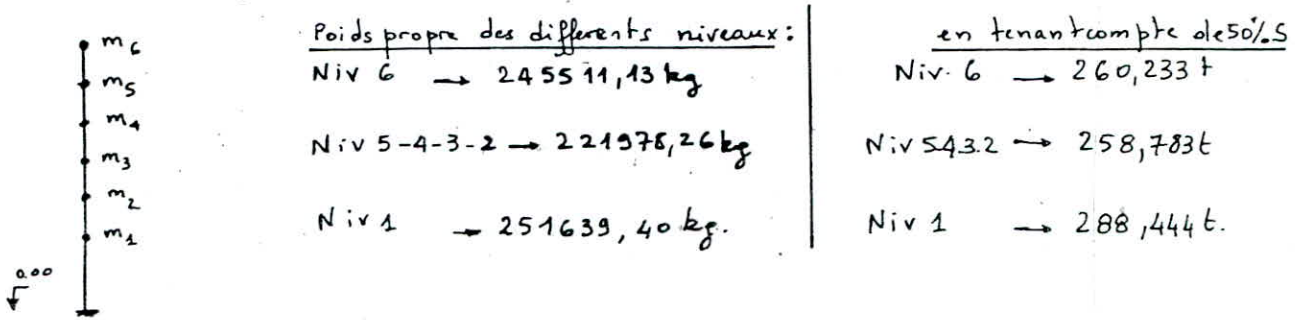 m6
m5
m4
m3
m2
m1
0.00
Poids propre des differents niveaux :
Niv 6 → 245511,13 kg
Niv 5-4-3-2 → 221978,26 kg
Niv 1 → 251639,40 kg.
en tenant compte de 50% S
Niv. 6 → 260,233 t
Niv 5.4.3.2 → 258,783 t
Niv 1 → 288,444 t.